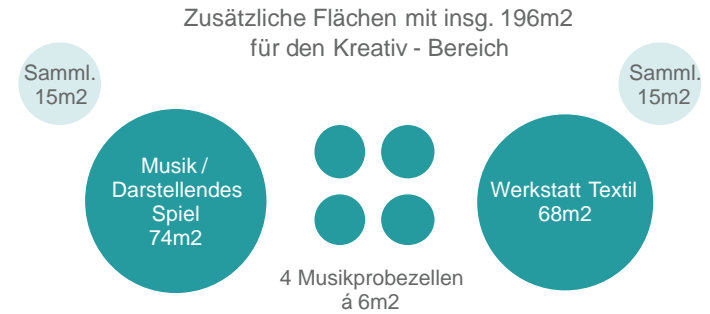 Zusätzliche Flächen mit insg. 196m2
für den Kreativ - Bereich
Samml.
15m2
Samml.
15m2
Musik /
Darstellendes
Spiel
74m2
Werkstatt Textil
68m2
4 Musikprobezellen
á 6m2